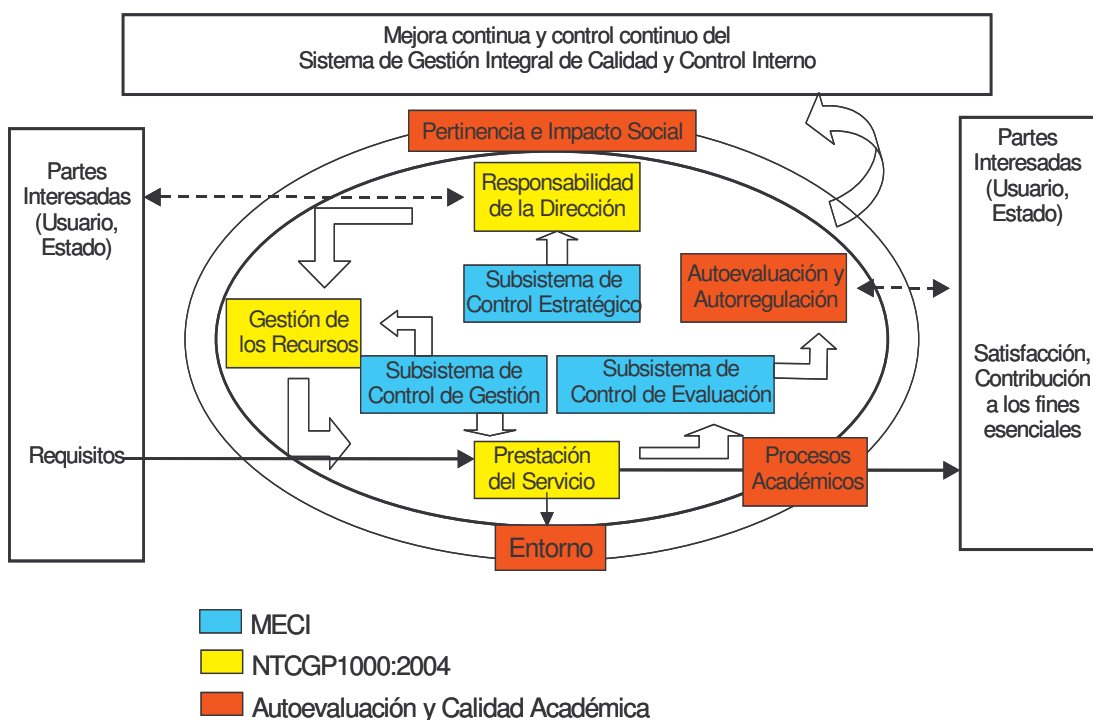 Mejora continua y control continuo del
Sistema de Gestión Integral de Calidad y Control Interno
Pertinencia e Impacto Social
Partes
Interesadas
(Usuario,
Estado)
Requisitos
Responsabilidad
de la Dirección
Subsistema de
Control Estratégico
Autoevaluación y
Autorregulación
Gestión de
los Recursos
Subsistema de
Control de Gestión
Subsistema de
Control de Evaluación
Prestación
del Servicio
Procesos
Académicos
Entorno
Partes
Interesadas
(Usuario,
Estado)
Satisfacción,
Contribución
a los fines
esenciales
MECI
NTCGP1000:2004
Autoevaluación y Calidad Académica